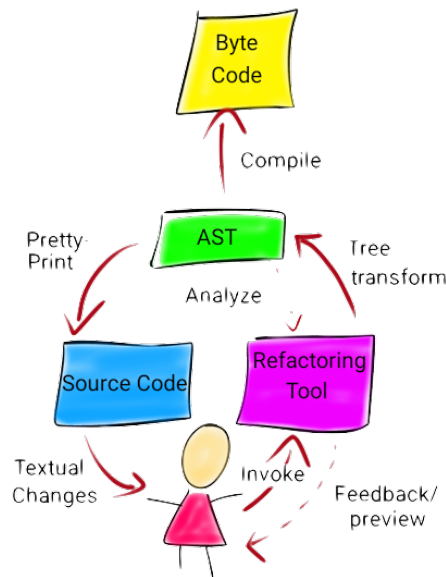 Byte
Code
Compile
Pretty-
Print
AST
Tree
transform
Analyze
Source Code
Refactoring
Tool
Textual
Changes
Invoke
Feedback/
preview